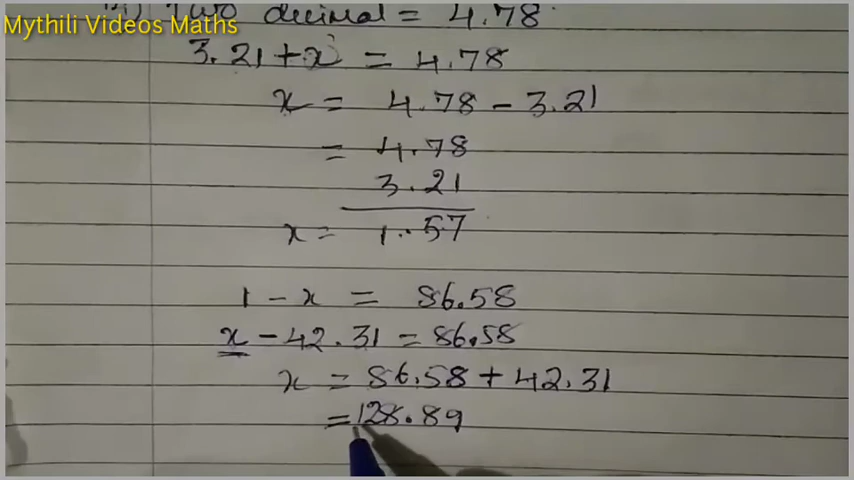 Two decimal = 4.78
Mythili Videos Maths
3.21 + x = 4.78
x = 4.78 - 3.21
= 4.78
3.21
x = 1.57
1 - x = 86.58
x - 42.31 = 86.58
x = 86.58 + 42.31
= 128.89